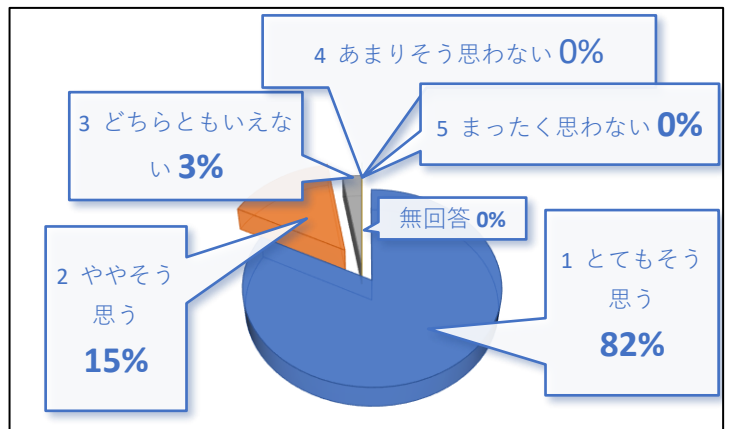 4 あまりそう思わない 0%
5 まったく思わない 0%
3 どちらともいえな
い 3%
無回答 0%
1 とてもそう
思う
82%
2 ややそう
思う
15%